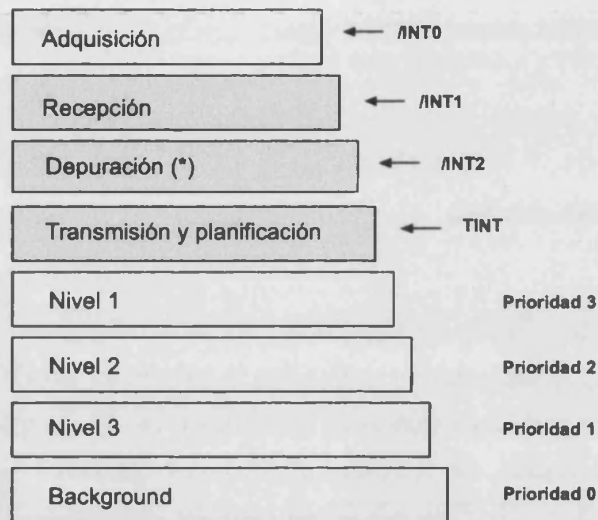 Adquisición /INT0
Recepción /INT1
Depuración (*) /INT2
Transmisión y planificación TINT
Nivel 1 Prioridad 3
Nivel 2 Prioridad 2
Nivel 3 Prioridad 1
Background Prioridad 0